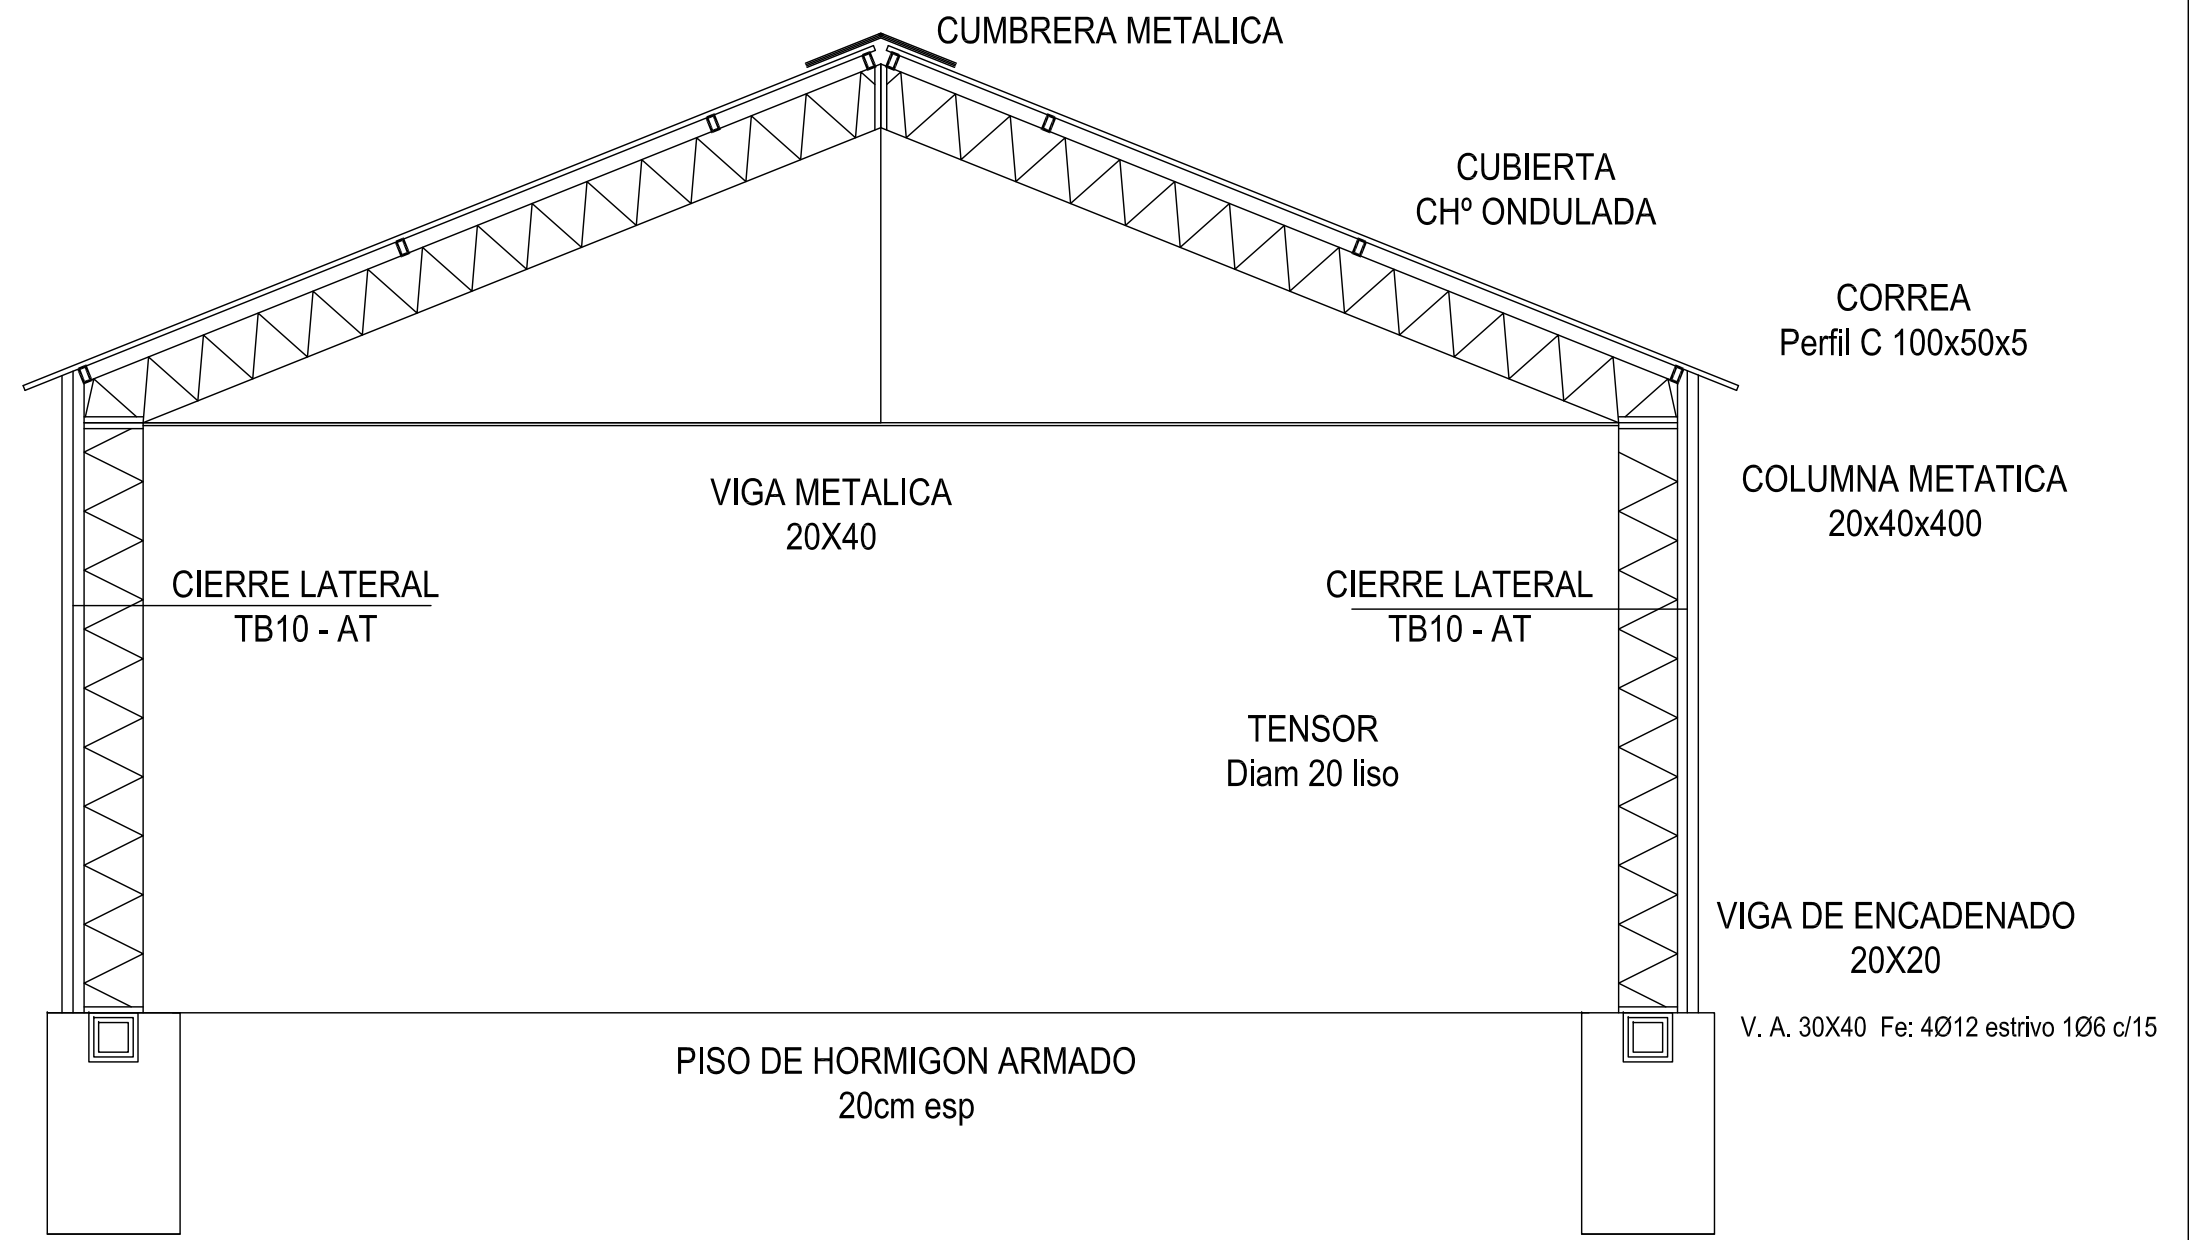 CUMBRERA METALICA
CUBIERTA
CHº ONDULADA
CORREA
Perfil C 100x50x5
VIGA METALICA
20X40
COLUMNA METATICA
20x40x400
CIERRE LATERAL
TB10 - AT
CIERRE LATERAL
TB10 - AT
TENSOR
Diam 20 liso
VIGA DE ENCADENADO
20X20
V. A. 30X40 Fe: 4Ø12 estrivo 1Ø6 c/15
PISO DE HORMIGON ARMADO
20cm esp